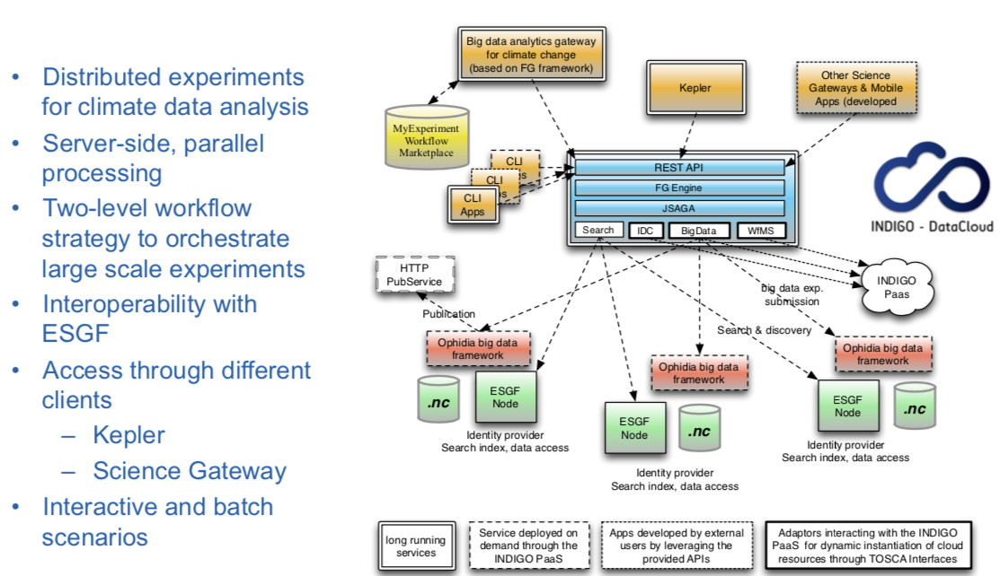 • Distributed experiments
for climate data analysis
• Server-side, parallel
processing
• Two-level workflow
strategy to orchestrate
large scale experiments
• Interoperability with
ESGF
• Access through different
clients
– Kepler
– Science Gateway
• Interactive and batch
scenarios
Big data analytics gateway
for climate change
(based on FG framework)
Kepler
Other Science
Gateways & Mobile
Apps (developed
MyExperiment
Workflow
Marketplace
CLI
s
CLI
s
CLI
Apps
REST API
FG Engine
JSAGA
Search
IDC
BigData
WfMS
INDIGO - DataCloud
HTTP
PubService
INDIGO
Paas
big data exp.
submission
Publication
Search & discovery
Ophidia big data
framework
Ophidia big data
framework
Ophidia big data
framework
.nc
ESGF
Node
ESGF
Node
.nc
ESGF
Node
.nc
Identity provider
Search index, data access
Identity provider
Search index, data access
Identity provider
Search index, data access
long running
services
Service deployed on
demand through the
INDIGO PaaS
Apps developed by external
users by leveraging the
provided APIs
Adaptors interacting with the INDIGO
PaaS for dynamic instantiation of cloud
resources through TOSCA Interfaces